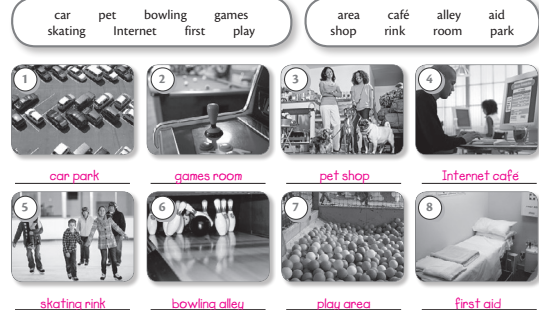 car pet bowling games
skating Internet first play
area café alley aid
shop rink room park
1 2 3 4
car park games room pet shop Internet café
5 6 7 8
skating rink bowling alley play area first aid